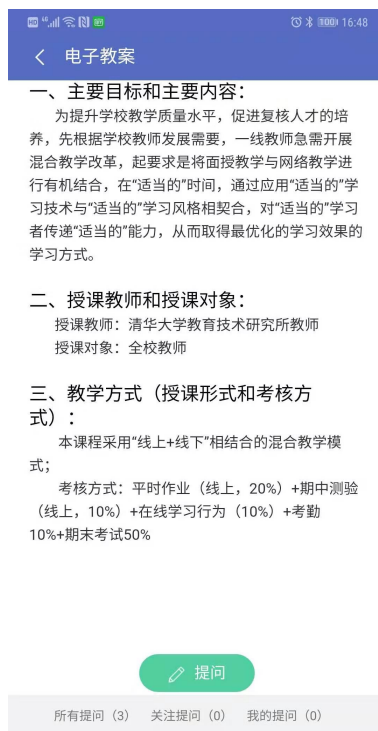 HD 4G 100 16:48
电子教案
一、主要目标和主要内容：
为提升学校教学质量水平，促进复核人才的培
养，先根据学校教师发展需要，一线教师急需开展
混合教学改革，起要求是将面授教学与网络教学进
行有机结合，在“适当的”时间，通过应用“适当的”学
习技术与“适当的”学习风格相契合，对“适当的”学习
者传递“适当的”能力，从而取得最优化的学习效果的
学习方式。
二、授课教师和授课对象：
授课教师：清华大学教育技术研究所教师
授课对象：全校教师
三、教学方式（授课形式和考核方
式）：
本课程采用“线上+线下”相结合的混合教学模
式；
考核方式：平时作业（线上，20%）+期中测验
（线上，10%）+在线学习行为（10%）+考勤
10%+期末考试50%
提问
所有提问（3） 关注提问（0） 我的提问（0）